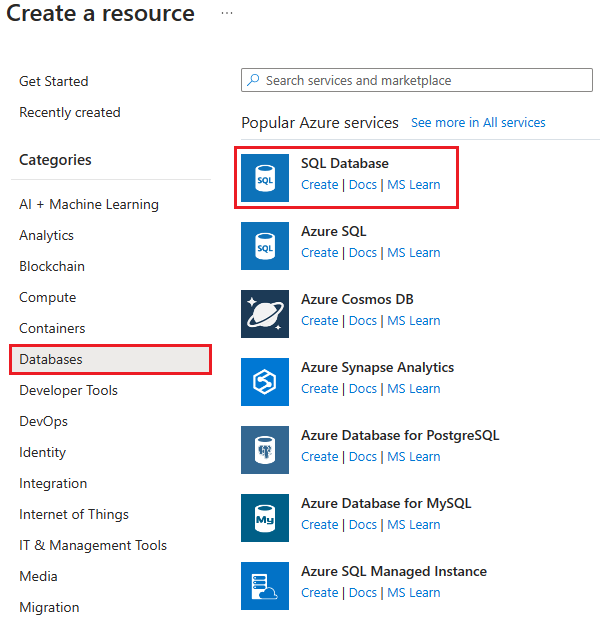 Create a resource ...
Get Started
Recently created
Categories
AI + Machine Learning
Analytics
Blockchain
Compute
Containers
Databases
Developer Tools
DevOps
Identity
Integration
Internet of Things
IT & Management Tools
Media
Migration
Search services and marketplace
Popular Azure services See more in All services
SQL
SQL Database
Create | Docs | MS Learn
SQL
Azure SQL
Create | Docs | MS Learn
Azure Cosmos DB
Create | Docs | MS Learn
Azure Synapse Analytics
Create | Docs | MS Learn
Azure Database for PostgreSQL
Create | Docs | MS Learn
My
Azure Database for MySQL
Create | Docs | MS Learn
Azure SQL Managed Instance
Create | Docs | MS Learn